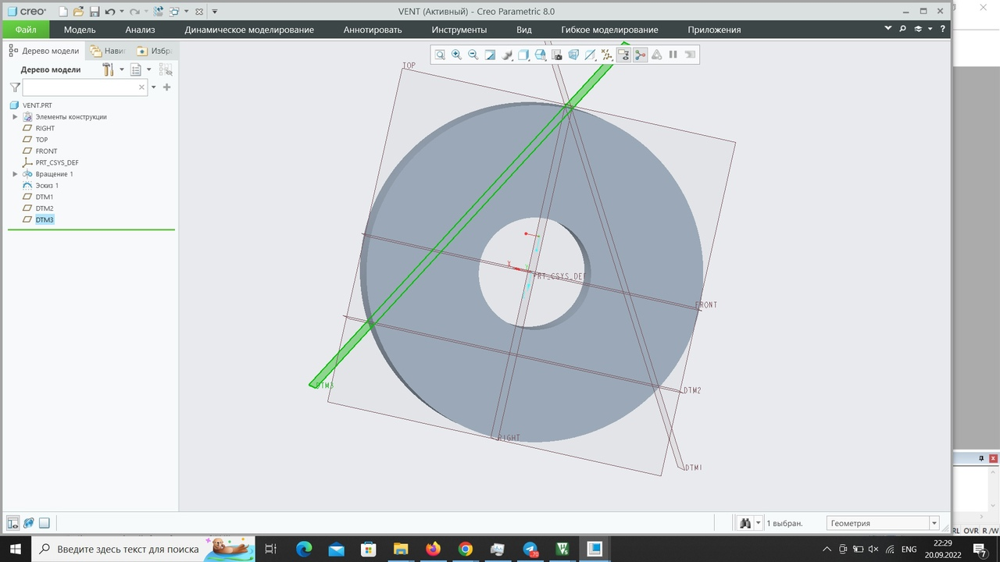 creo
VENT (Активный) - Creo Parametric 8.0
Файл
Модель
Анализ
Динамическое моделирование
Аннотировать
Инструменты
Вид
Гибкое моделирование
Приложения
Дерево модели
Нави
Избр
Дерево модели
VENT.PRT
Элементы конструкции
RIGHT
TOP
FRONT
PRT_CSYS_DEF
Вращение 1
Эскиз 1
DTM1
DTM2
DTM3
TOP
X
PRT_CSYS_DEF
FRONT
DTM3
DTM2
RIGHT
DTM1
1 выбран.
Геометрия
RL OVR R /W
Введите здесь текст для поиска
70
ENG
22:29
20.09.2022
7